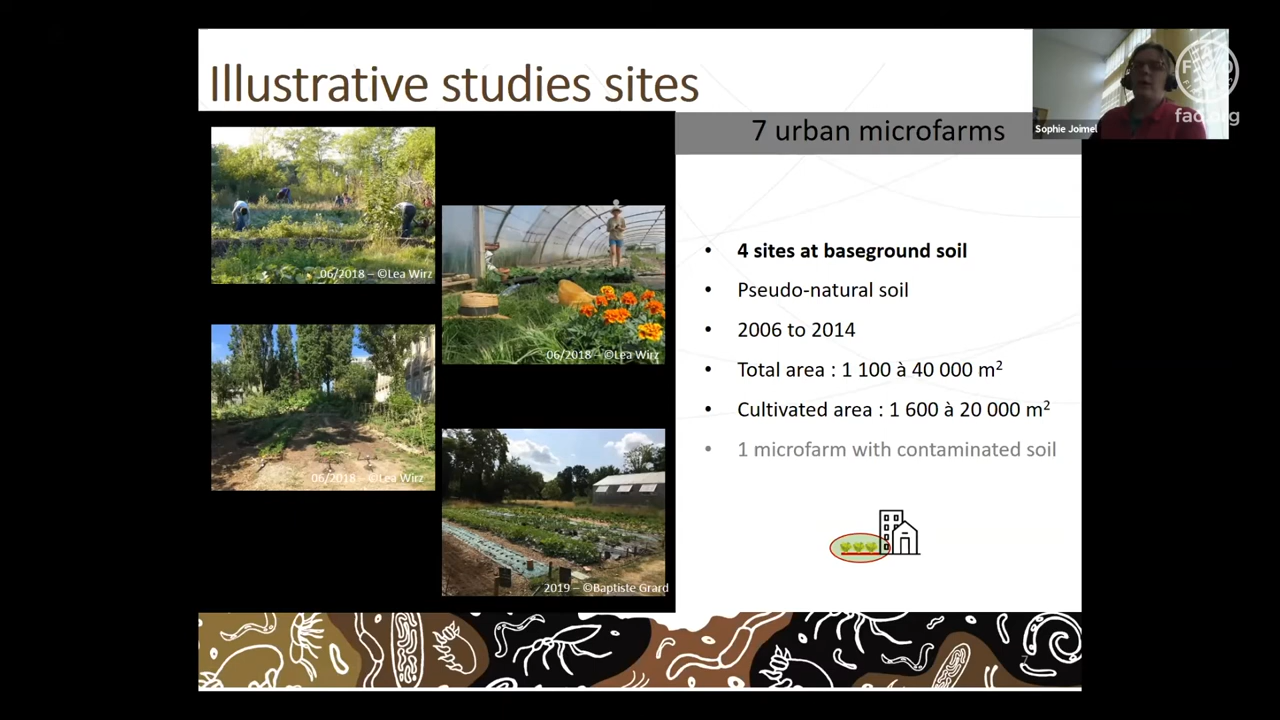 Illustrative studies sites
7 urban microfarms
Sophie Joimel
FAO
fao.org
06/2018 – ©Lea Wirz
06/2018 – ©Lea Wirz
06/2018 – ©Lea Wirz
2019 – ©Baptiste Grard
• 4 sites at baseground soil
• Pseudo-natural soil
• 2006 to 2014
• Total area : 1 100 à 40 000 m²
• Cultivated area : 1 600 à 20 000 m²
• 1 microfarm with contaminated soil